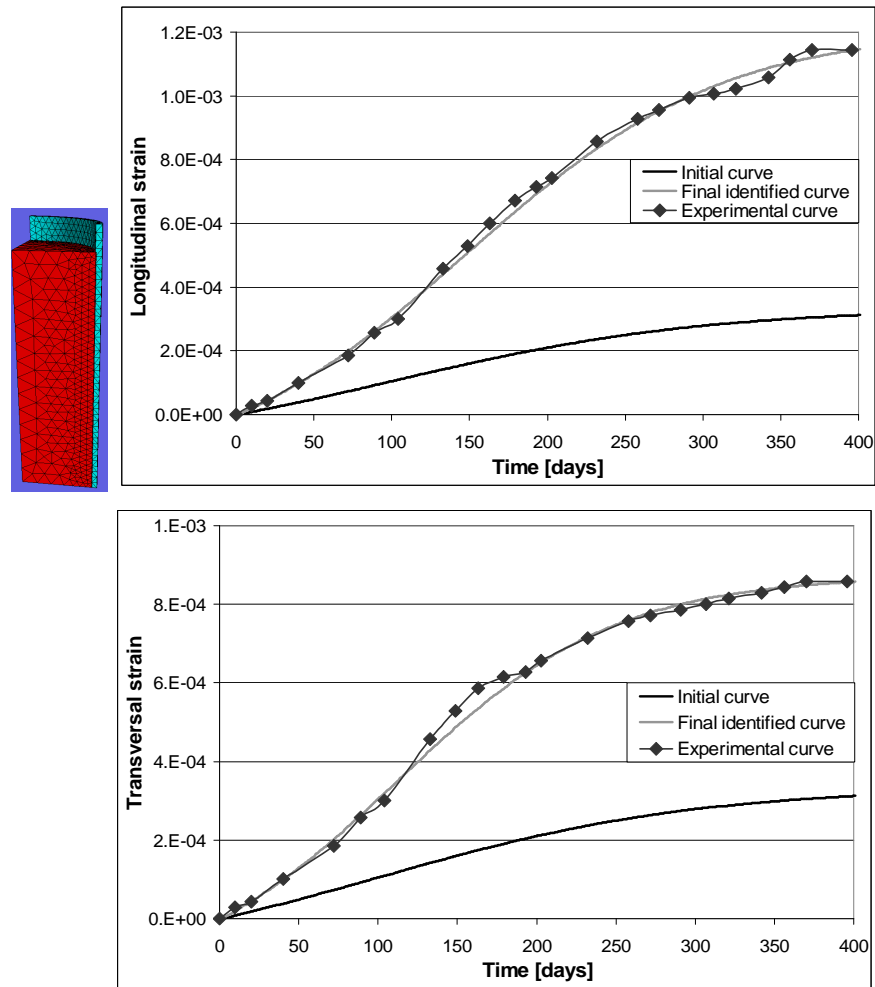 1.2E-03
1.0E-03
8.0E-04
6.0E-04
4.0E-04
2.0E-04
0.0E+00
Longitudinal strain
Initial curve
Final identified curve
Experimental curve
0 50 100 150 200 250 300 350 400
Time [days]
1.E-03
8.E-04
6.E-04
4.E-04
2.E-04
0.E+00
Transversal strain
Initial curve
Final identified curve
Experimental curve
0 50 100 150 200 250 300 350 400
Time [days]